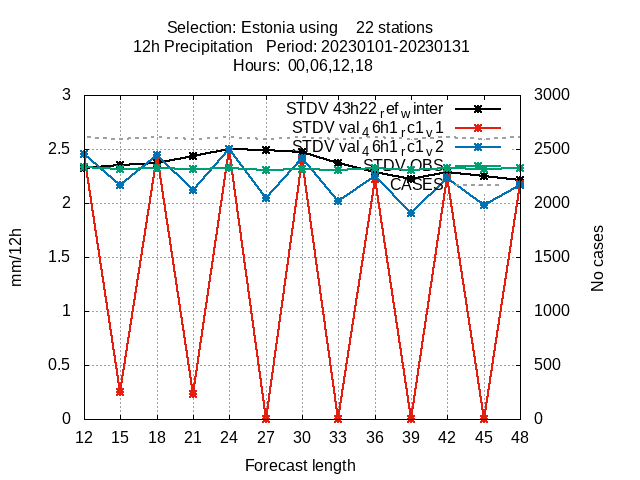 Selection: Estonia using    22 stations
12h Precipitation   Period: 20230101-20230131
Hours:  00,06,12,18
3
3000
STDV 43h22_ref_winter
STDV val_46h1_rc1_v1
2.5
2500
STDV val_46h1_rc1_v2
STDV OBS
CASES
2
2000
1.5
1500
1
1000
0.5
500
0
0
mm/12h
No cases
12 15 18 21 24 27 30 33 36 39 42 45 48
Forecast length